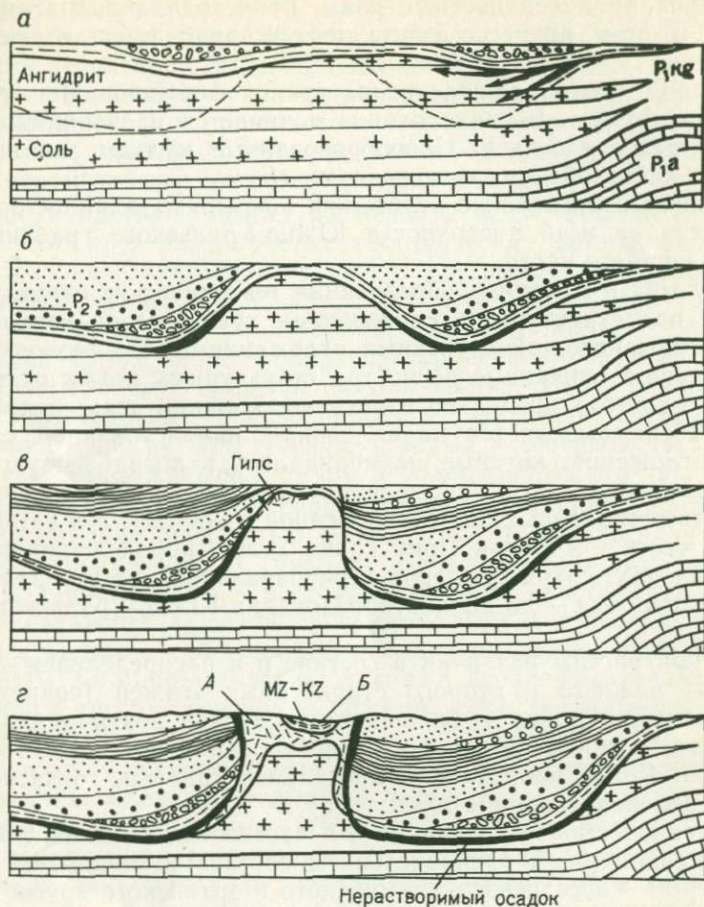 а
Ангидрит
P₁kg
Соль
P₁a
б
P₂
в
Гипс
г
А
MZ-KZ
Б
Нерастворимый осадок